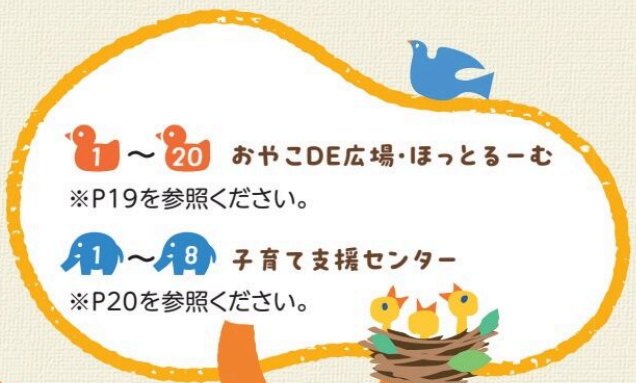 1～20 おやこDE広場・ほっとるーむ
※P19を参照ください。
1～8 子育て支援センター
※P20を参照ください。